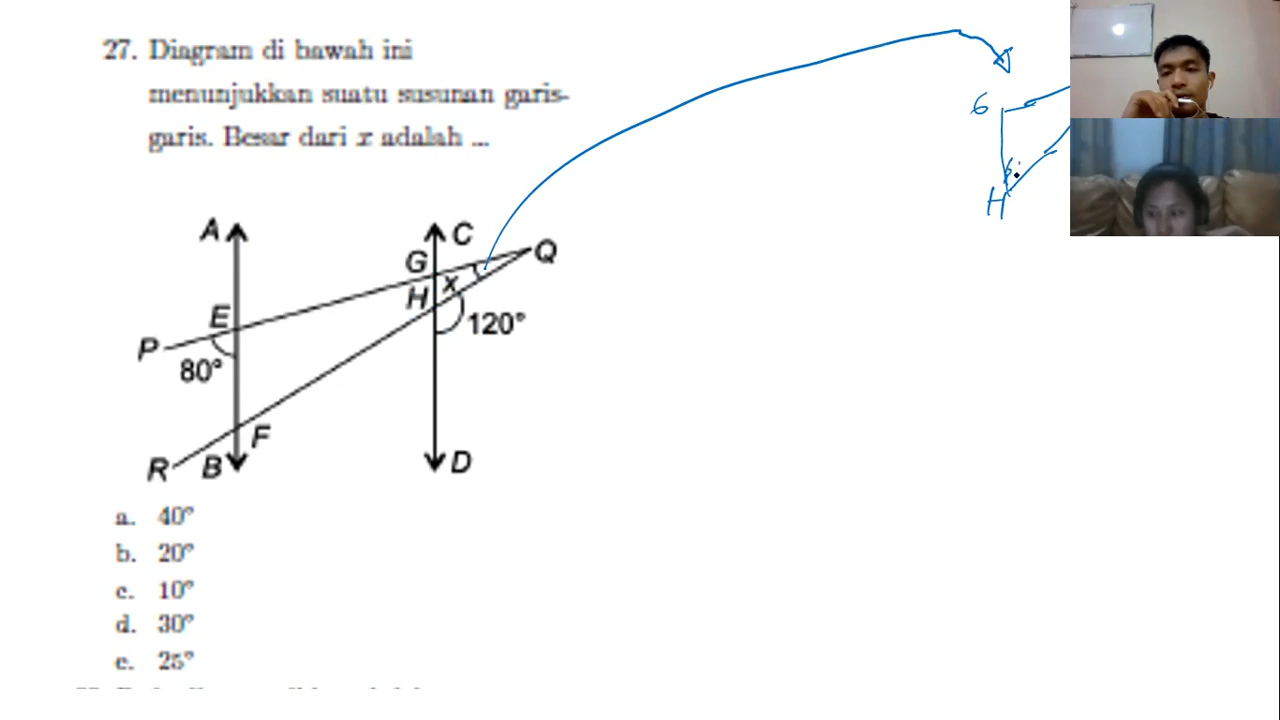 27. Diagram di bawah ini
menunjukkan suatu susunan garis-
garis. Besar dari x adalah ...
A
C
G
Q
H
x
E
120°
P
80°
F
R
B
D
a. 40°
b. 20°
c. 10°
d. 30°
e. 25°
6
H